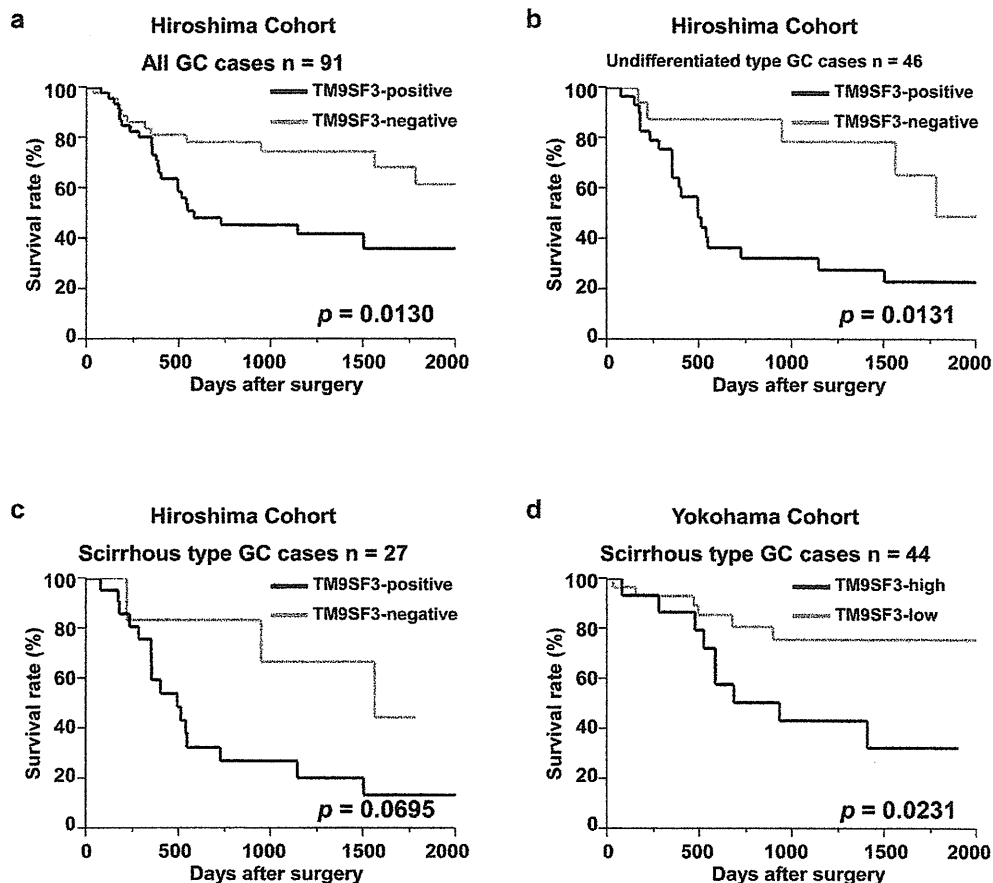 a
Hiroshima Cohort
All GC cases n = 91
TM9SF3-positive
TM9SF3-negative
Survival rate (%)
100
80
60
40
20
0
p = 0.0130
0 500 1000 1500 2000
Days after surgery
b
Hiroshima Cohort
Undifferentiated type GC cases n = 46
TM9SF3-positive
TM9SF3-negative
Survival rate (%)
100
80
60
40
20
0
p = 0.0131
0 500 1000 1500 2000
Days after surgery
c
Hiroshima Cohort
Scirrhous type GC cases n = 27
TM9SF3-positive
TM9SF3-negative
Survival rate (%)
100
80
60
40
20
0
p = 0.0695
0 500 1000 1500 2000
Days after surgery
d
Yokohama Cohort
Scirrhous type GC cases n = 44
TM9SF3-high
TM9SF3-low
Survival rate (%)
100
80
60
40
20
0
p = 0.0231
0 500 1000 1500 2000
Days after surgery